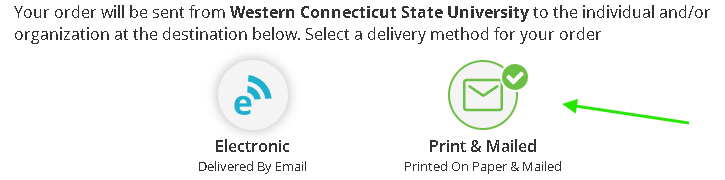 Your order will be sent from Western Connecticut State University to the individual and/or
organization at the destination below. Select a delivery method for your order
e
Electronic
Print & Mailed
Delivered By Email
Printed On Paper & Mailed